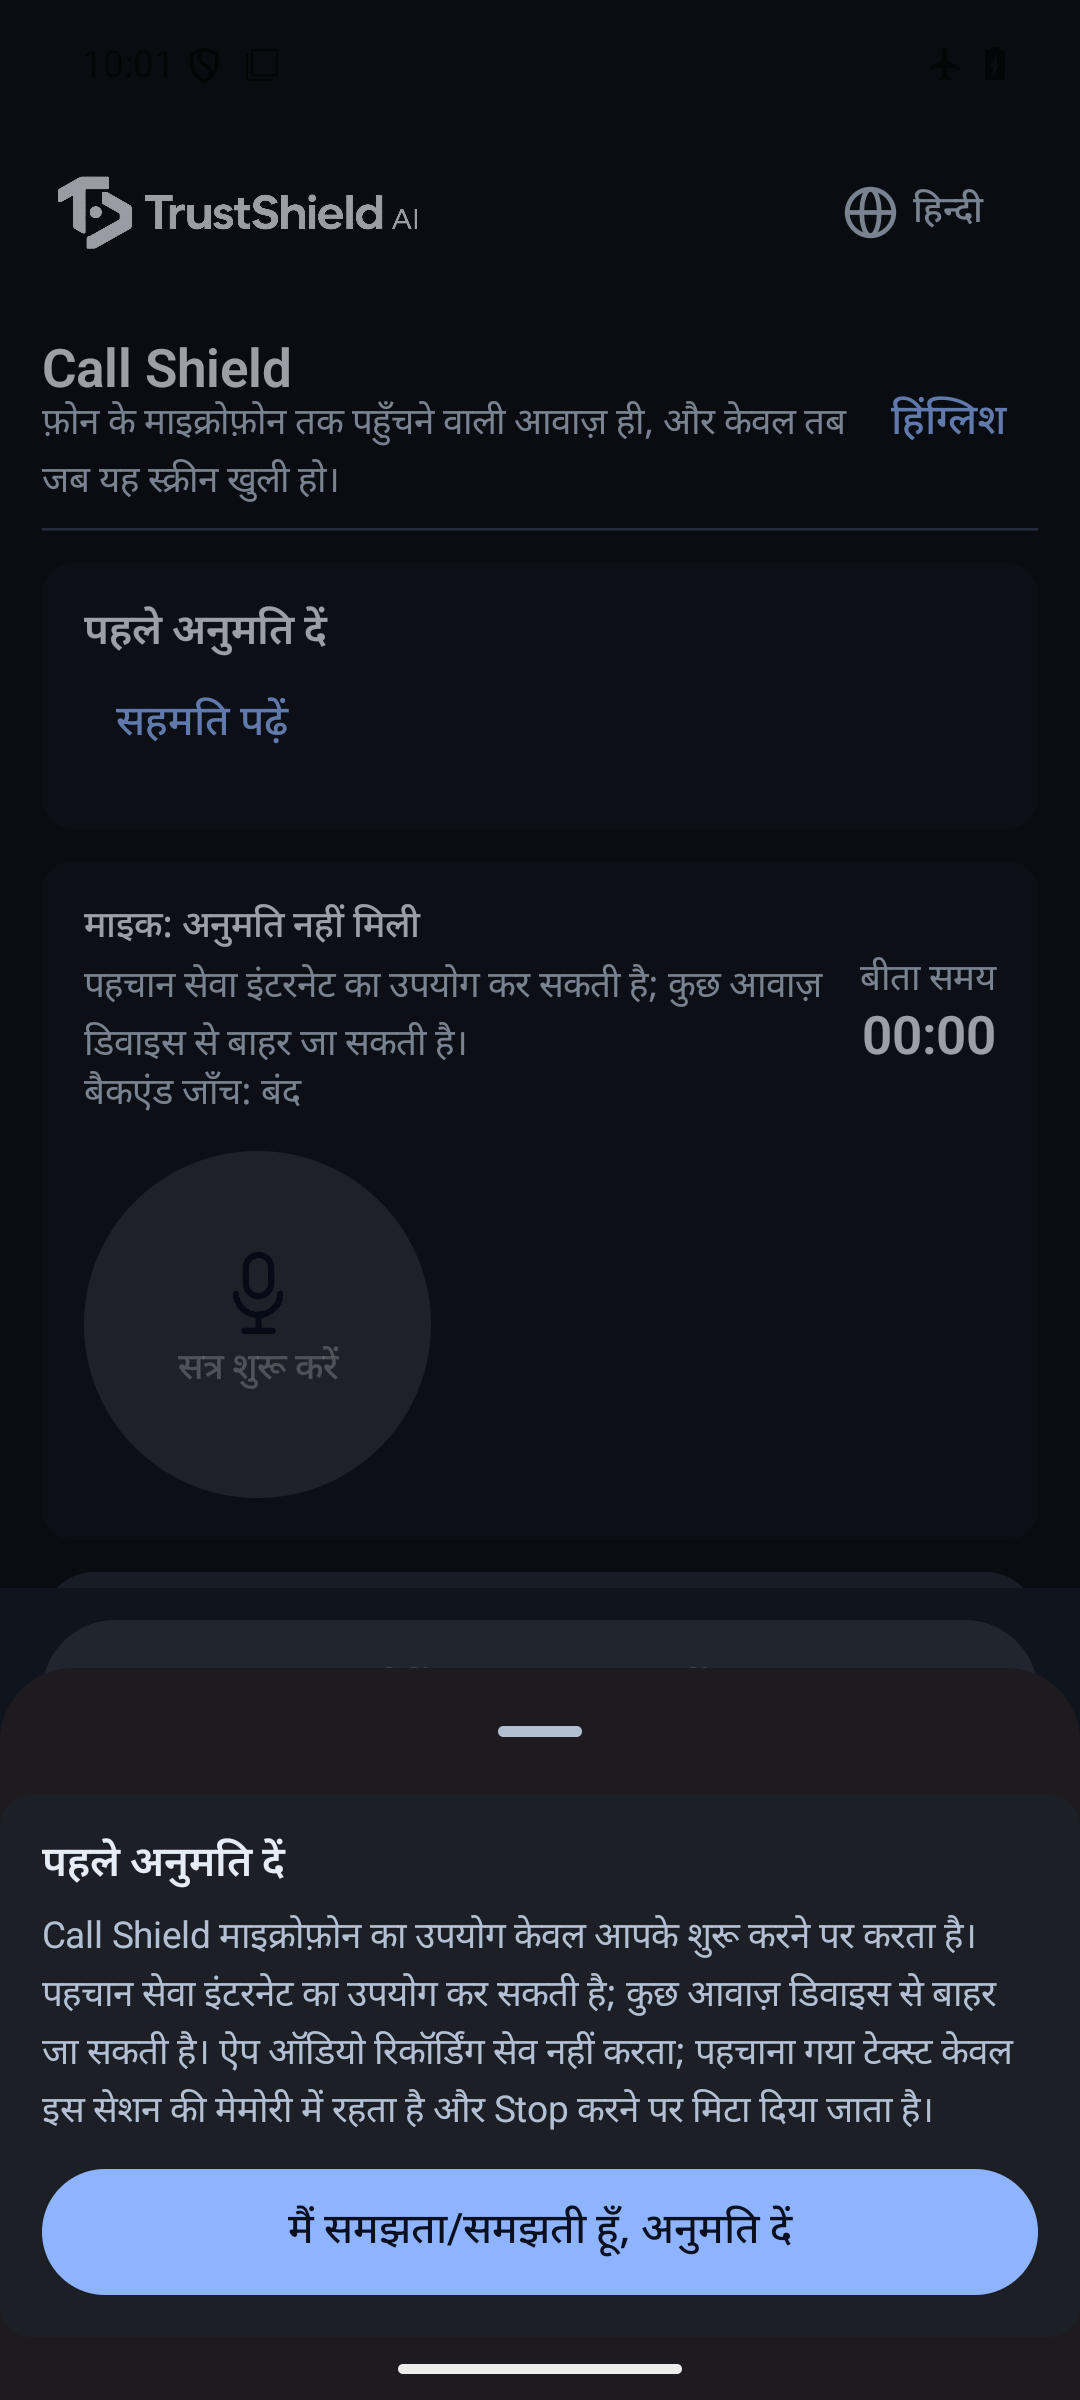 10:01
TrustShield AI
हिन्दी
Call Shield
फ़ोन के माइक्रोफ़ोन तक पहुँचने वाली आवाज़ ही, और केवल तब
जब यह स्क्रीन खुली हो।
हिंग्लिश
पहले अनुमति दें
सहमति पढ़ें
माइक: अनुमति नहीं मिली
पहचान सेवा इंटरनेट का उपयोग कर सकती है; कुछ आवाज़
डिवाइस से बाहर जा सकती है।
बैकएंड जाँच: बंद
बीता समय
00:00
सत्र शुरू करें
पहले अनुमति दें
Call Shield माइक्रोफ़ोन का उपयोग केवल आपके शुरू करने पर करता है।
पहचान सेवा इंटरनेट का उपयोग कर सकती है; कुछ आवाज़ डिवाइस से बाहर
जा सकती है। ऐप ऑडियो रिकॉर्डिंग सेव नहीं करता; पहचाना गया टेक्स्ट केवल
इस सेशन की मेमोरी में रहता है और Stop करने पर मिटा दिया जाता है।
मैं समझता/समझती हूँ, अनुमति दें